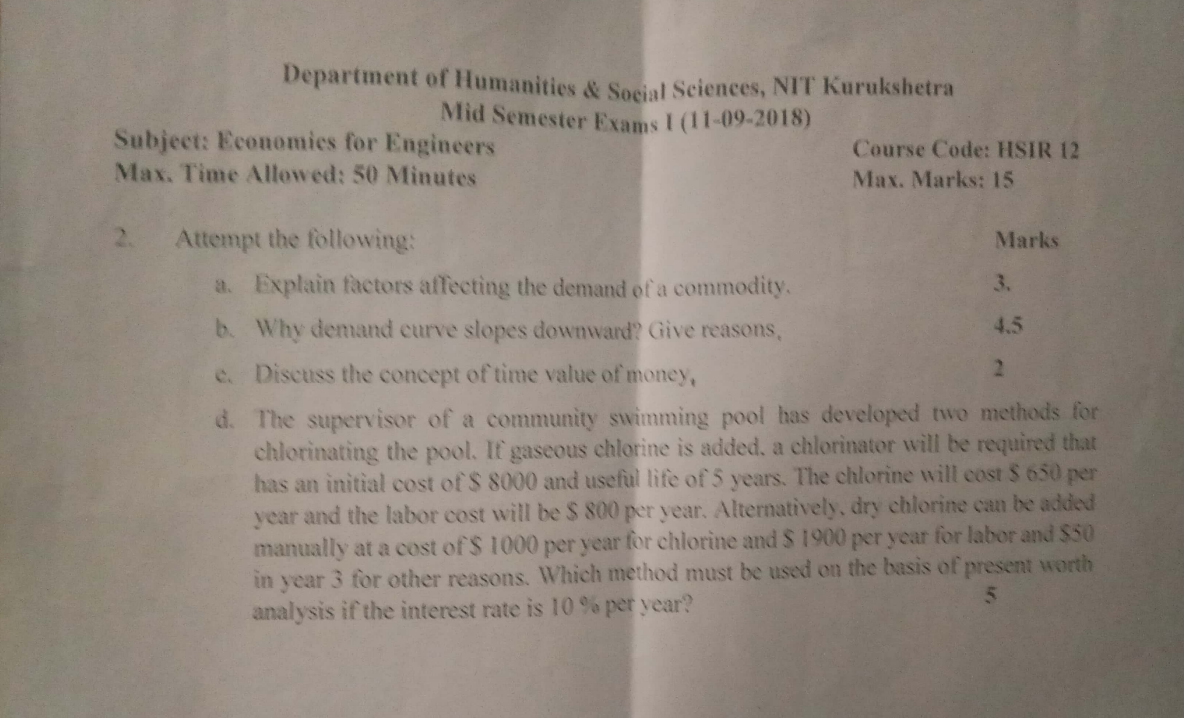 Department of Humanities & Social Sciences, NIT Kurukshetra
Mid Semester Exams I (11-09-2018)
Subject: Economics for Engineers
Course Code: HSIR 12
Max. Time Allowed: 50 Minutes
Max. Marks: 15
2. Attempt the following: Marks
a. Explain factors affecting the demand of a commodity. 3.
b. Why demand curve slopes downward? Give reasons, 4.5
c. Discuss the concept of time value of money, 2
d. The supervisor of a community swimming pool has developed two methods for
chlorinating the pool. If gaseous chlorine is added, a chlorinator will be required that
has an initial cost of $ 8000 and useful life of 5 years. The chlorine will cost $ 650 per
year and the labor cost will be $ 800 per year. Alternatively, dry chlorine can be added
manually at a cost of $ 1000 per year for chlorine and $ 1900 per year for labor and $50
in year 3 for other reasons. Which method must be used on the basis of present worth
analysis if the interest rate is 10 % per year? 5